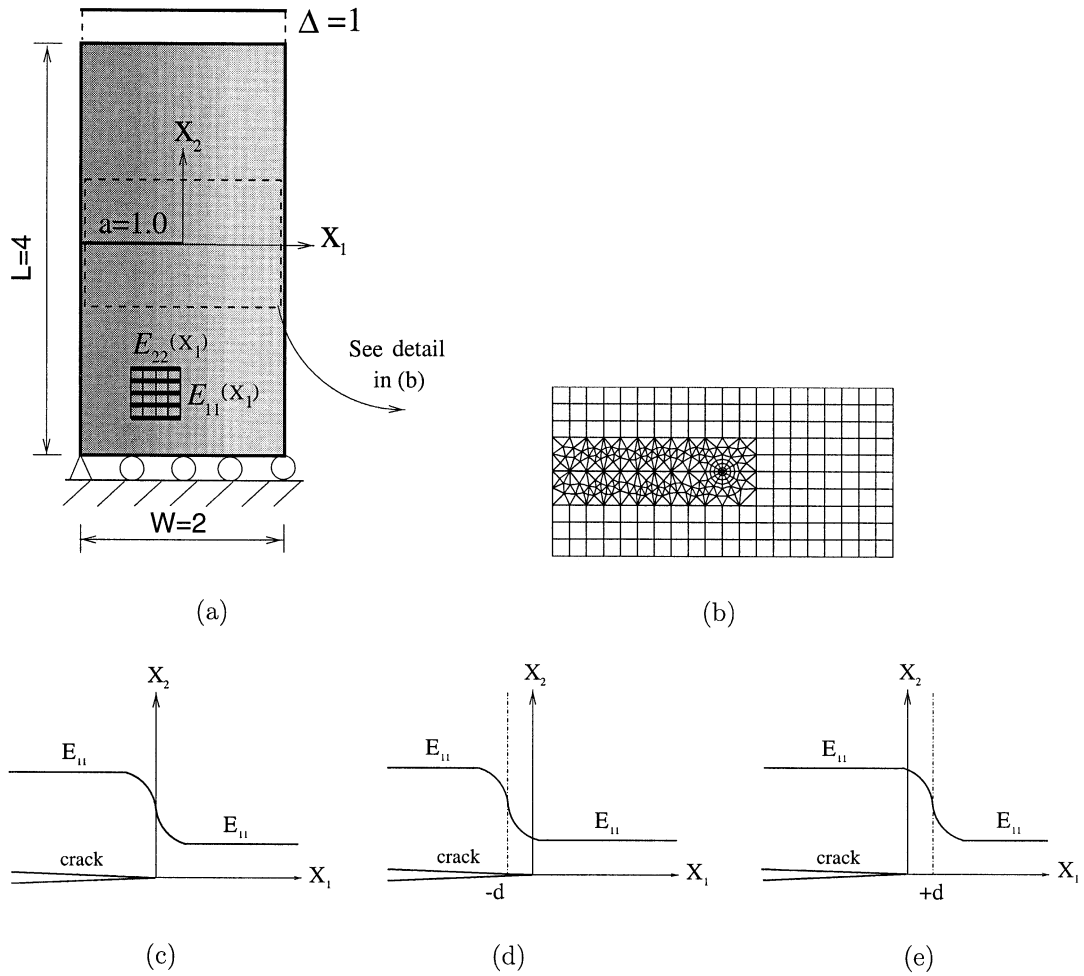 Δ =1
X₂
a=1.0
X₁
L=4
E₂₂(X₁)
E₁₁(X₁)
See detail
in (b)
W=2
(a)
(b)
X₂
E₁₁
E₁₁
crack
X₁
(c)
X₂
E₁₁
E₁₁
crack
X₁
-d
(d)
X₂
E₁₁
E₁₁
crack
X₁
+d
(e)